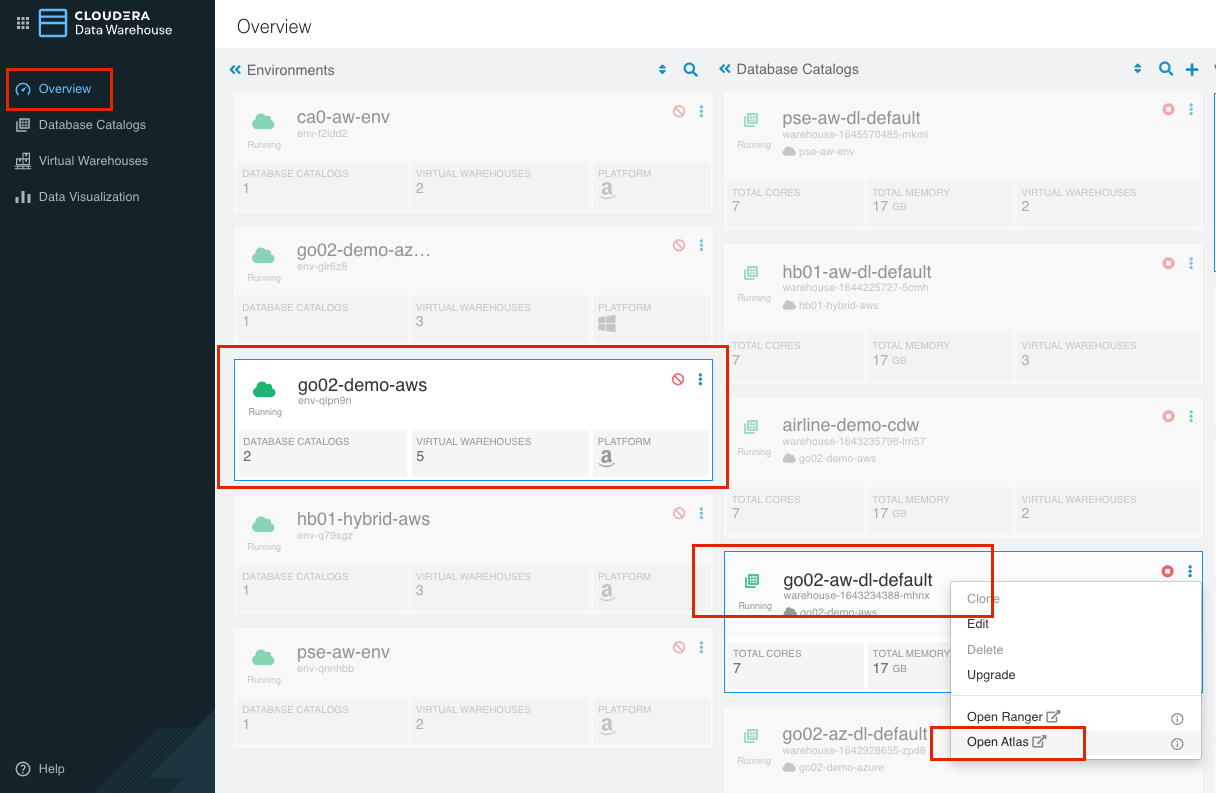 CLOUDERA
Data Warehouse
Overview
Database Catalogs
Virtual Warehouses
Data Visualization
Help
Overview
Environments
ca0-aw-env
env-f2ldd2
Running
DATABASE CATALOGS
1
VIRTUAL WAREHOUSES
2
PLATFORM
go02-demo-az…
env-glr6z8
Running
DATABASE CATALOGS
1
VIRTUAL WAREHOUSES
3
PLATFORM
go02-demo-aws
env-qlpn9n
Running
DATABASE CATALOGS
2
VIRTUAL WAREHOUSES
5
PLATFORM
hb01-hybrid-aws
env-q79xgz
Running
DATABASE CATALOGS
1
VIRTUAL WAREHOUSES
3
PLATFORM
pse-aw-env
env-qnnhbb
Running
DATABASE CATALOGS
1
VIRTUAL WAREHOUSES
2
PLATFORM
Database Catalogs
pse-aw-dl-default
warehouse-1645570485-mkml
Running
pse-aw-env
TOTAL CORES
7
TOTAL MEMORY
17 GB
VIRTUAL WAREHOUSES
2
hb01-aw-dl-default
warehouse-1644225727-5cmh
Running
hb01-hybrid-aws
TOTAL CORES
7
TOTAL MEMORY
17 GB
VIRTUAL WAREHOUSES
3
airline-demo-cdw
warehouse-1643235796-lm57
Running
go02-demo-aws
TOTAL CORES
7
TOTAL MEMORY
17 GB
VIRTUAL WAREHOUSES
2
go02-aw-dl-default
warehouse-1643234388-mhnx
Running
go02-demo-aws
TOTAL CORES
7
TOTAL MEMORY
17 GB
Clone
Edit
Delete
Upgrade
Open Ranger
Open Atlas
go02-az-dl-default
warehouse-1642928655-zpd8
Running
go02-demo-azure